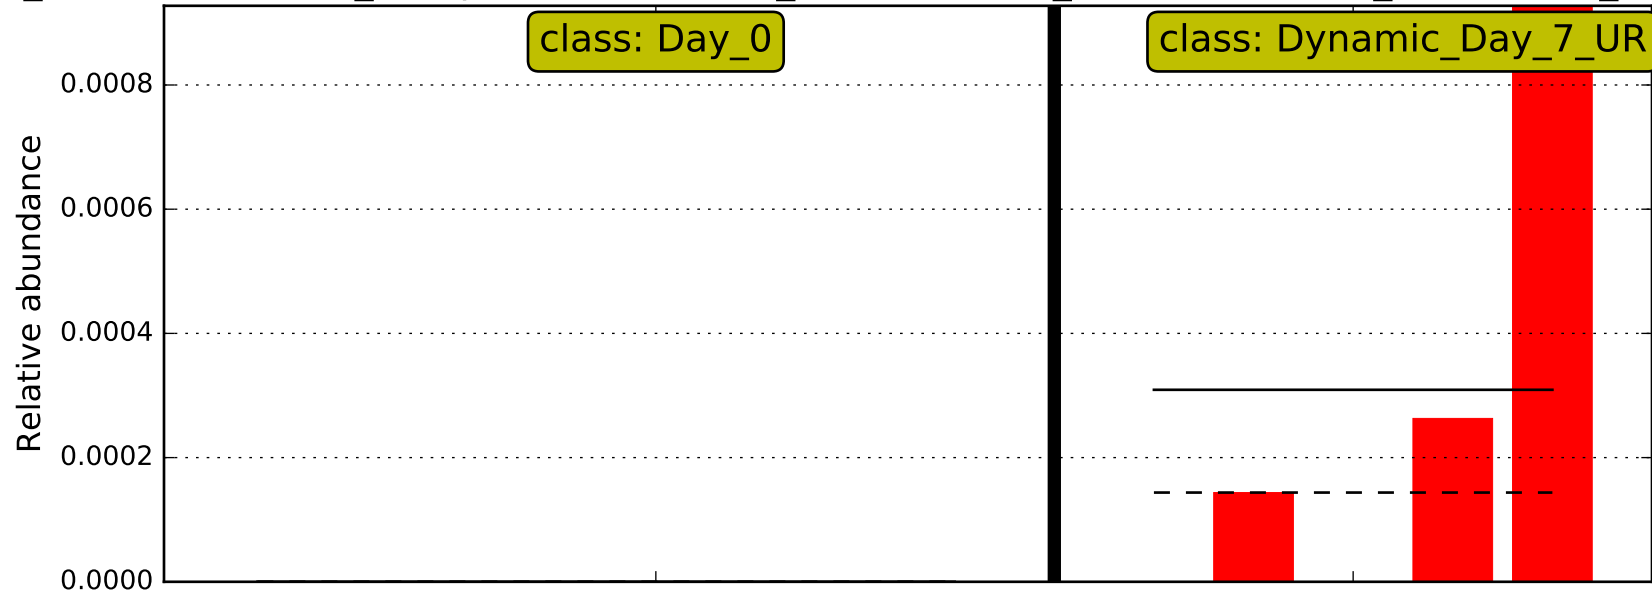 class: Day_0
class: Dynamic_Day_7_UR
Relative abundance
0.0008
0.0006
0.0004
0.0002
0.0000